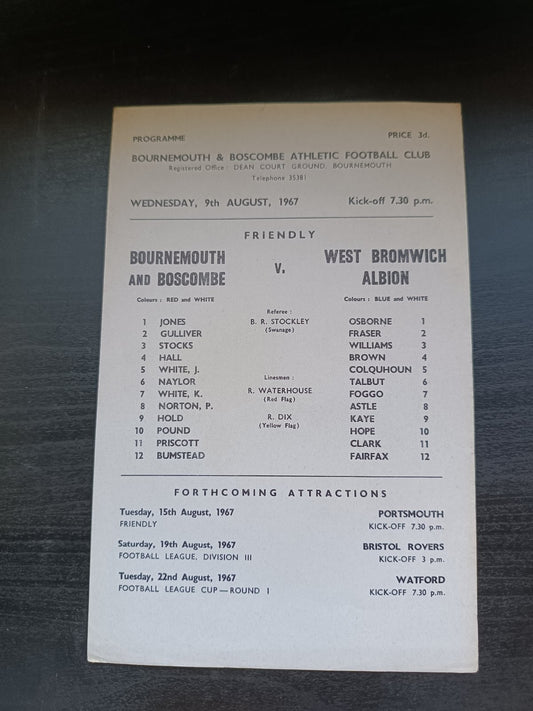 PROGRAMME PRICE 3d.
BOURNEMOUTH & BOSCOMBE ATHLETIC FOOTBALL CLUB
Registered Office: DEAN COURT GROUND, BOURNEMOUTH
Telephone 35381
WEDNESDAY, 9th AUGUST, 1967 Kick-off 7.30 p.m.
FRIENDLY
BOURNEMOUTH AND BOSCOMBE V. WEST BROMWICH ALBION
Colours: RED and WHITE Colours: BLUE and WHITE
Referee:
B. R. STOCKLEY
(Swanage)
Linesmen:
R. WATERHOUSE
(Red Flag)
R. DIX
(Yellow Flag)
1 JONES OSBORNE 1
2 GULLIVER FRASER 2
3 STOCKS WILLIAMS 3
4 HALL BROWN 4
5 WHITE, J. COLQUHOUN 5
6 NAYLOR TALBUT 6
7 WHITE, K. FOGGO 7
8 NORTON, P. ASTLE 8
9 HOLD KAYE 9
10 POUND HOPE 10
11 PRISCOTT CLARK 11
12 BUMSTEAD FAIRFAX 12
FORTHCOMING ATTRACTIONS
Tuesday, 15th August, 1967 PORTSMOUTH
FRIENDLY KICK-OFF 7.30 p.m.
Saturday, 19th August, 1967 BRISTOL ROVERS
FOOTBALL LEAGUE, DIVISION III KICK-OFF 3 p.m.
Tuesday, 22nd August, 1967 WATFORD
FOOTBALL LEAGUE CUP—ROUND 1 KICK-OFF 7.30 p.m.